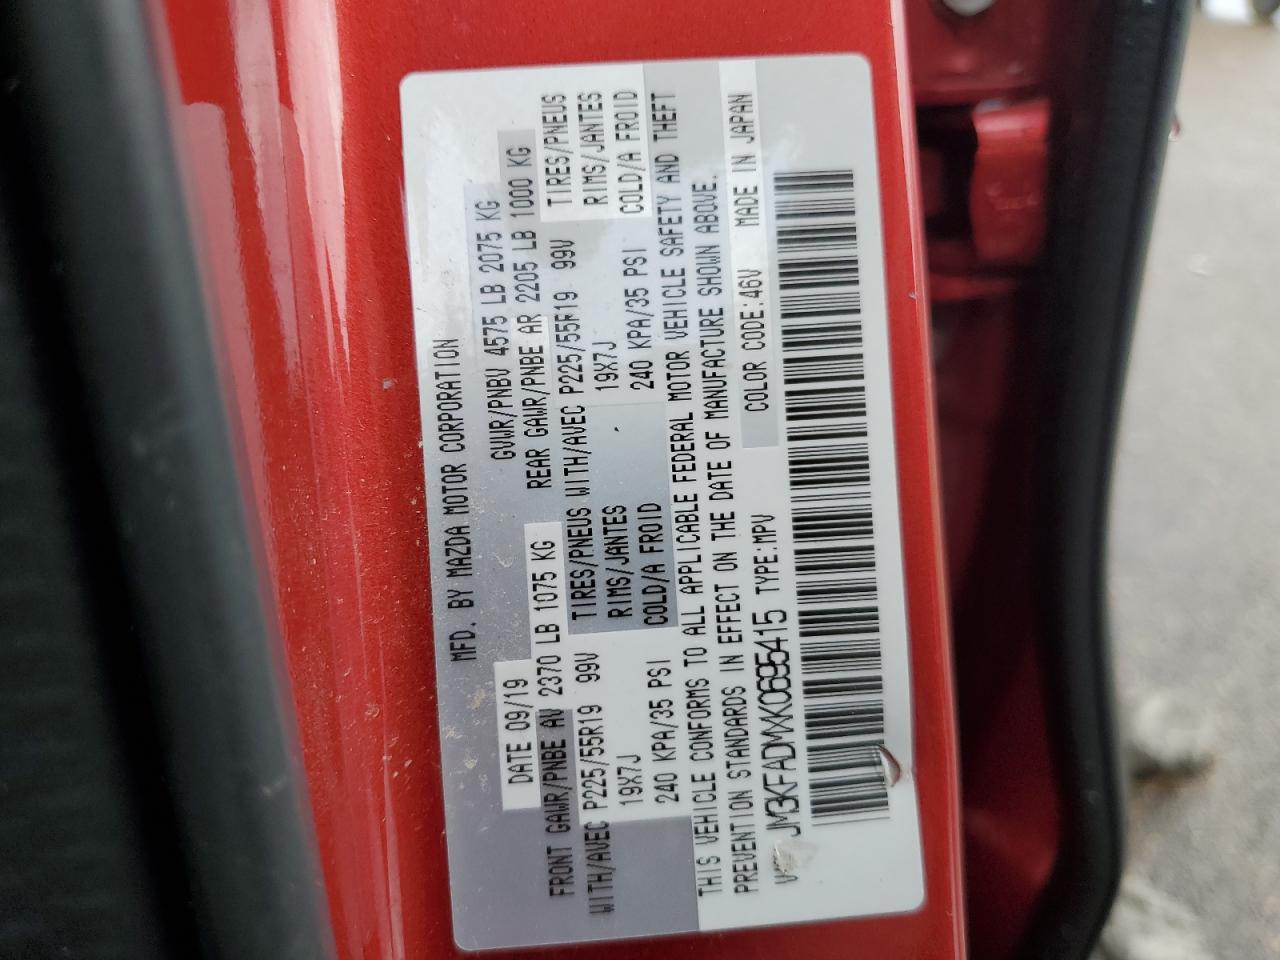 MFD. BY MAZDA MOTOR CORPORATION
DATE 09/19 GVWR/PNBV 4575 LB 2075 KG
FRONT GAWR/PNBE AV 2370 LB 1075 KG REAR GAWR/PNBE AR 2205 LB 1000 KG
WITH/AVEC P225/55R19 99V TIRES/PNEUS WITH/AVEC P225/55R19 99V TIRES/PNEUS
19X7J RIMS/JANTES 19X7J RIMS/JANTES
240 KPA/35 PSI COLD/A FROID 240 KPA/35 PSI COLD/A FROID
THIS VEHICLE CONFORMS TO ALL APPLICABLE FEDERAL MOTOR VEHICLE SAFETY AND THEFT
PREVENTION STANDARDS IN EFFECT ON THE DATE OF MANUFACTURE SHOWN ABOVE.
JM3KFADMXK0695415 TYPE:MPV COLOR CODE:46V MADE IN JAPAN